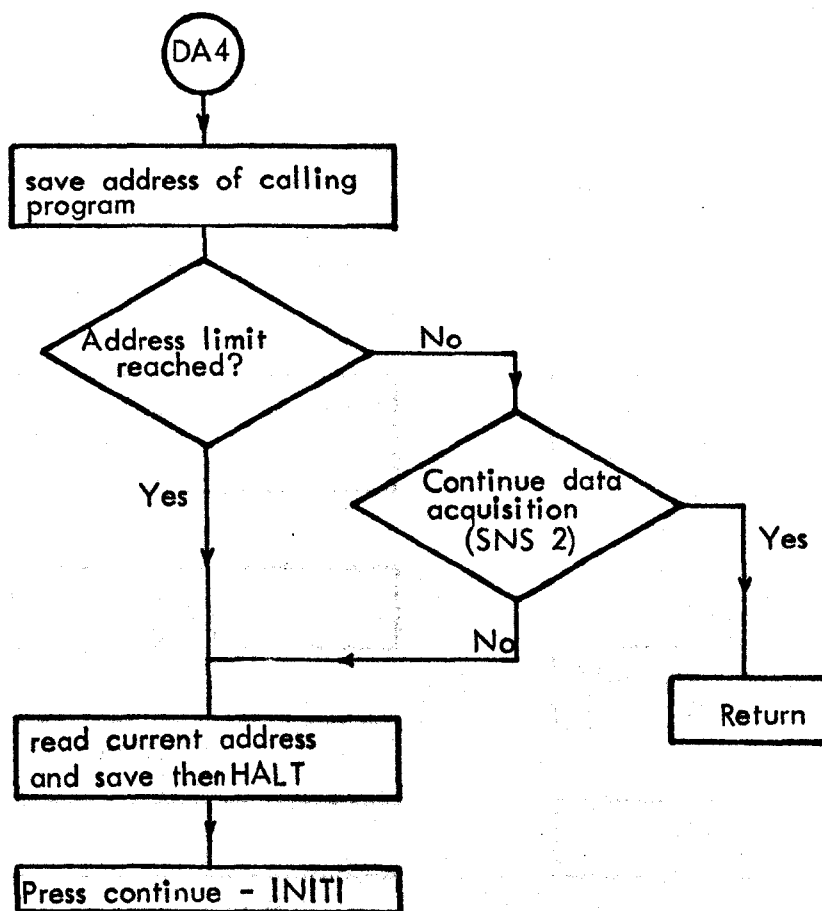 DA4
save address of calling
program
Address limit
reached?
No
Yes
Continue data
acquisition
(SNS 2)
Yes
No
read current address
and save then HALT
Return
Press continue - INITI